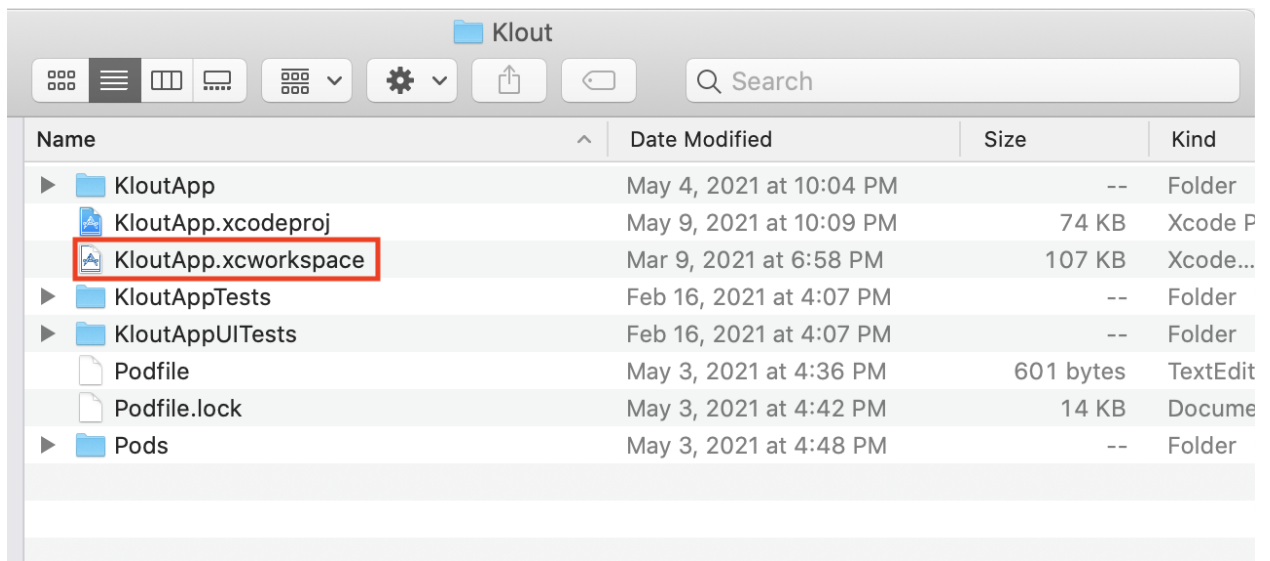 Klout
Search
Name Date Modified Size Kind
KloutApp May 4, 2021 at 10:04 PM -- Folder
KloutApp.xcodeproj May 9, 2021 at 10:09 PM 74 KB Xcode P
KloutApp.xcworkspace Mar 9, 2021 at 6:58 PM 107 KB Xcode...
KloutAppTests Feb 16, 2021 at 4:07 PM -- Folder
KloutAppUITests Feb 16, 2021 at 4:07 PM -- Folder
Podfile May 3, 2021 at 4:36 PM 601 bytes TextEdit
Podfile.lock May 3, 2021 at 4:42 PM 14 KB Docume
Pods May 3, 2021 at 4:48 PM -- Folder